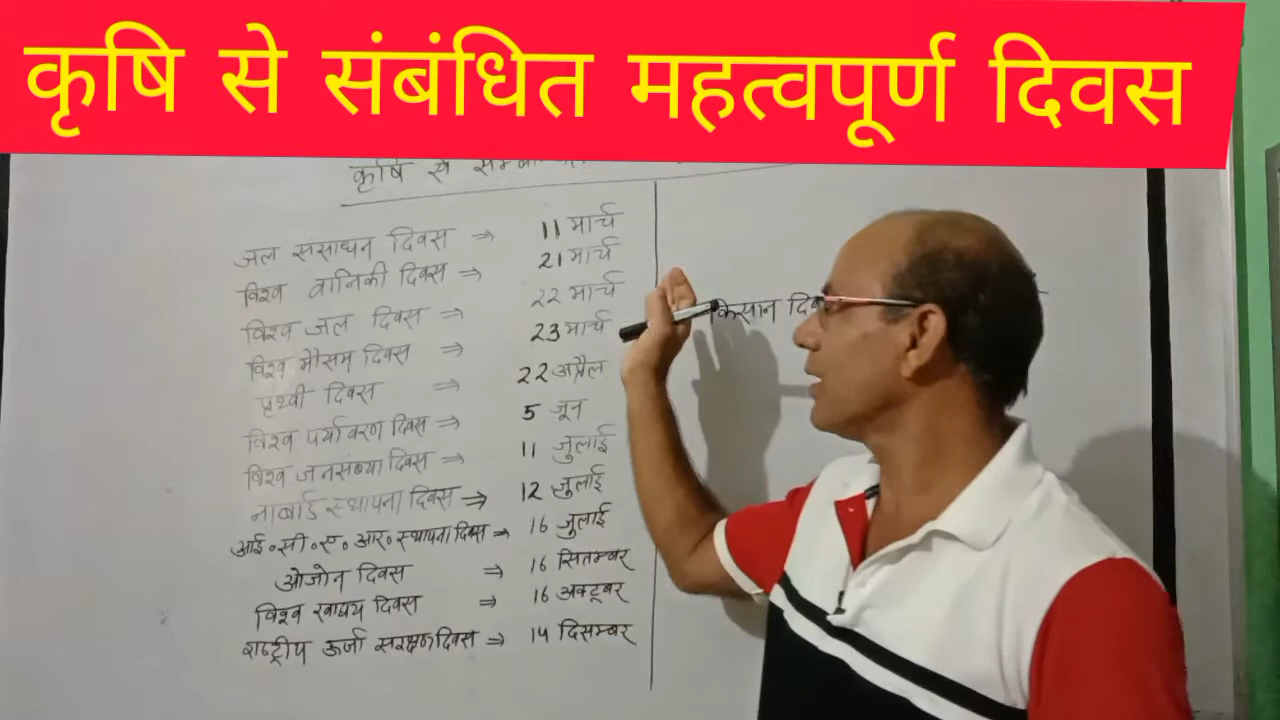 कृषि से संबंधित महत्वपूर्ण दिवस
कृषि से
जल संसाधन दिवस ⇒ 11 मार्च
विश्व वानिकी दिवस ⇒ 21 मार्च
विश्व जल दिवस ⇒ 22 मार्च
विश्व मौसम दिवस ⇒ 23 मार्च
पृथ्वी दिवस ⇒ 22 अप्रैल
विश्व पर्यावरण दिवस ⇒ 5 जून
विश्व जनसंख्या दिवस ⇒ 11 जुलाई
नाबार्ड स्थापना दिवस ⇒ 12 जुलाई
आई॰सी॰ए॰आर॰ स्थापना दिवस ⇒ 16 जुलाई
ओजोन दिवस ⇒ 16 सितम्बर
विश्व खाद्य दिवस ⇒ 16 अक्टूबर
राष्ट्रीय ऊर्जा संरक्षण दिवस ⇒ 14 दिसम्बर
किसान दिव